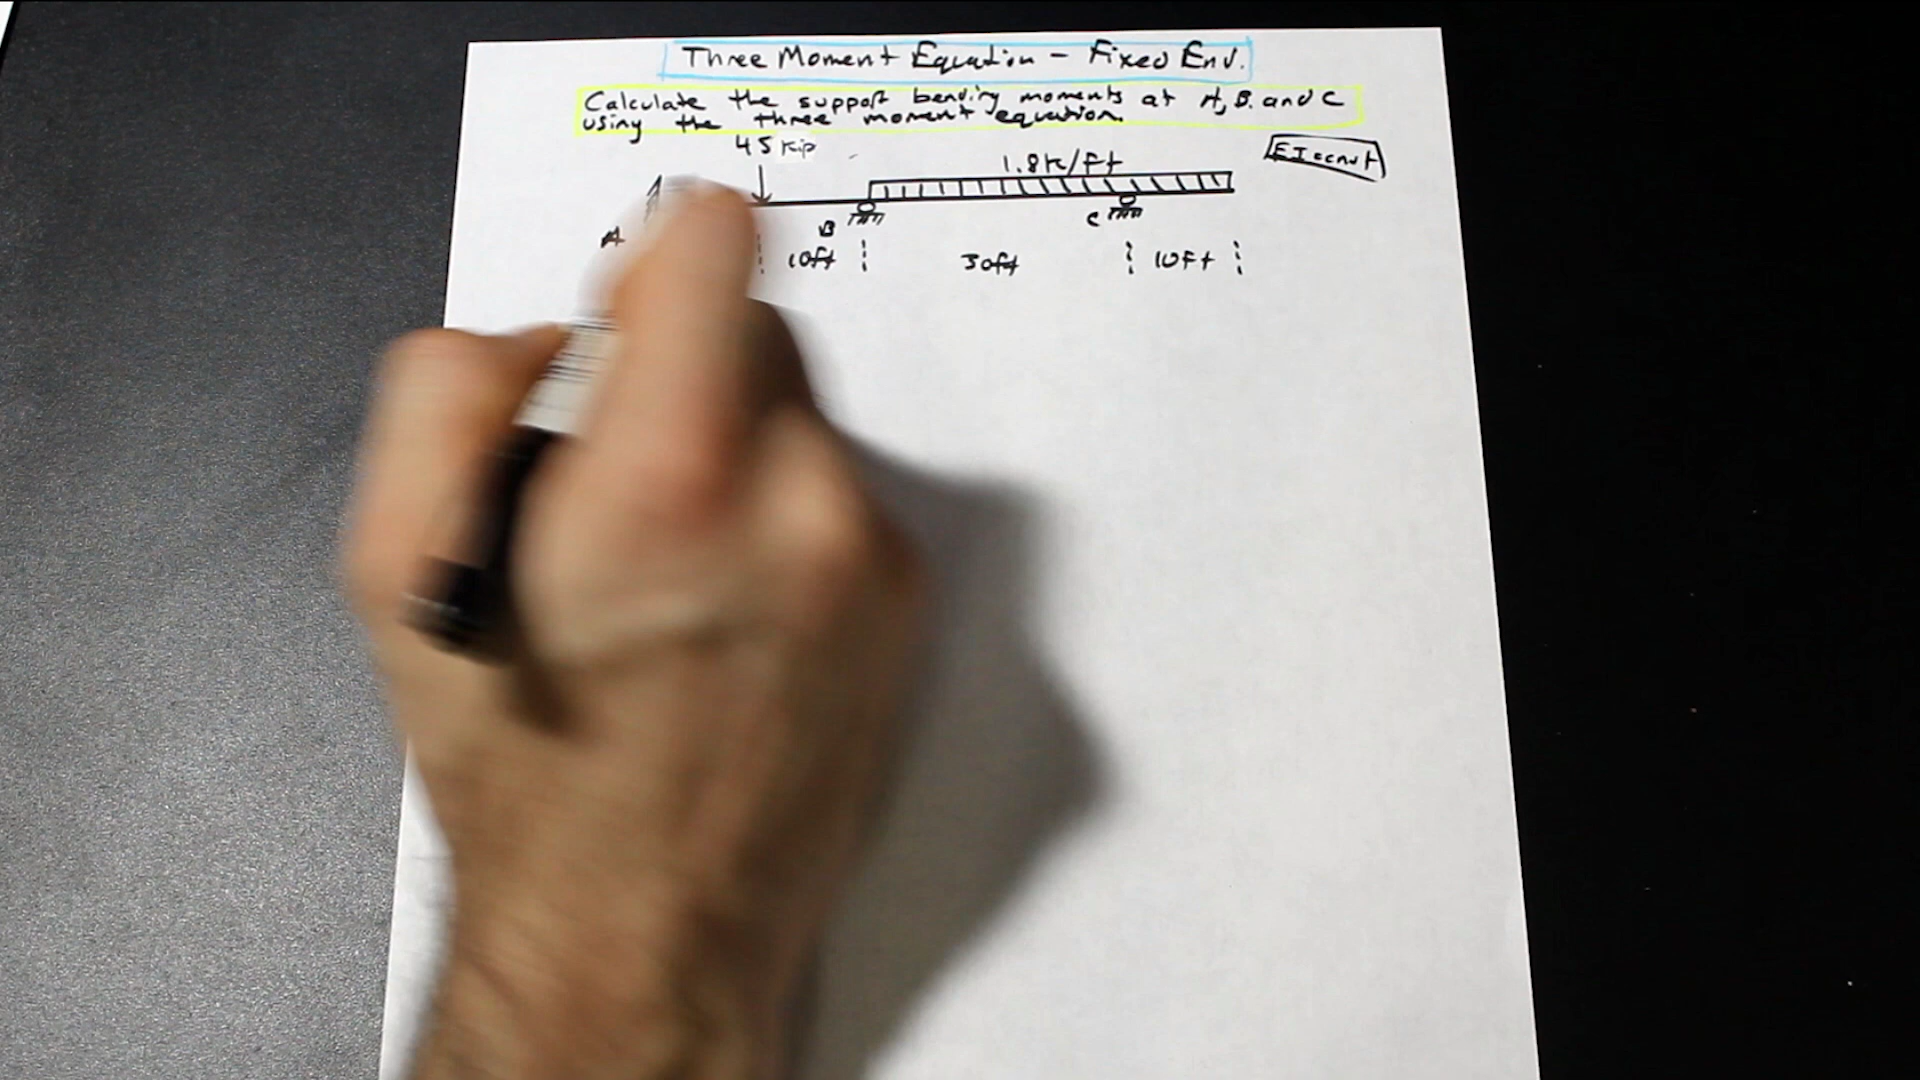 Three Moment Equation - Fixed End.
Calculate the support bending moments at A, B. and C
using the three moment equation.
45 kip
1.8k/ft
EI cnnt
A
B
C
10ft
30ft
10ft